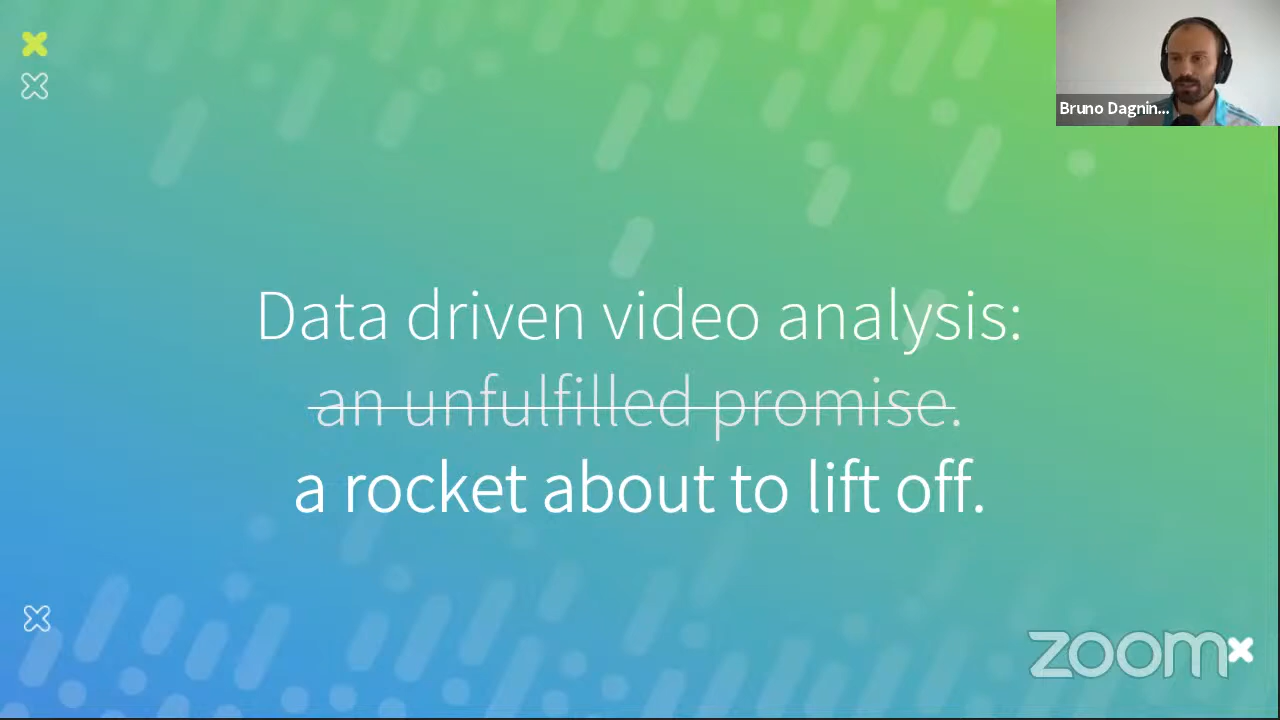 Bruno Dagnin...
Data driven video analysis:
an unfulfilled promise.
a rocket about to lift off.
zoom